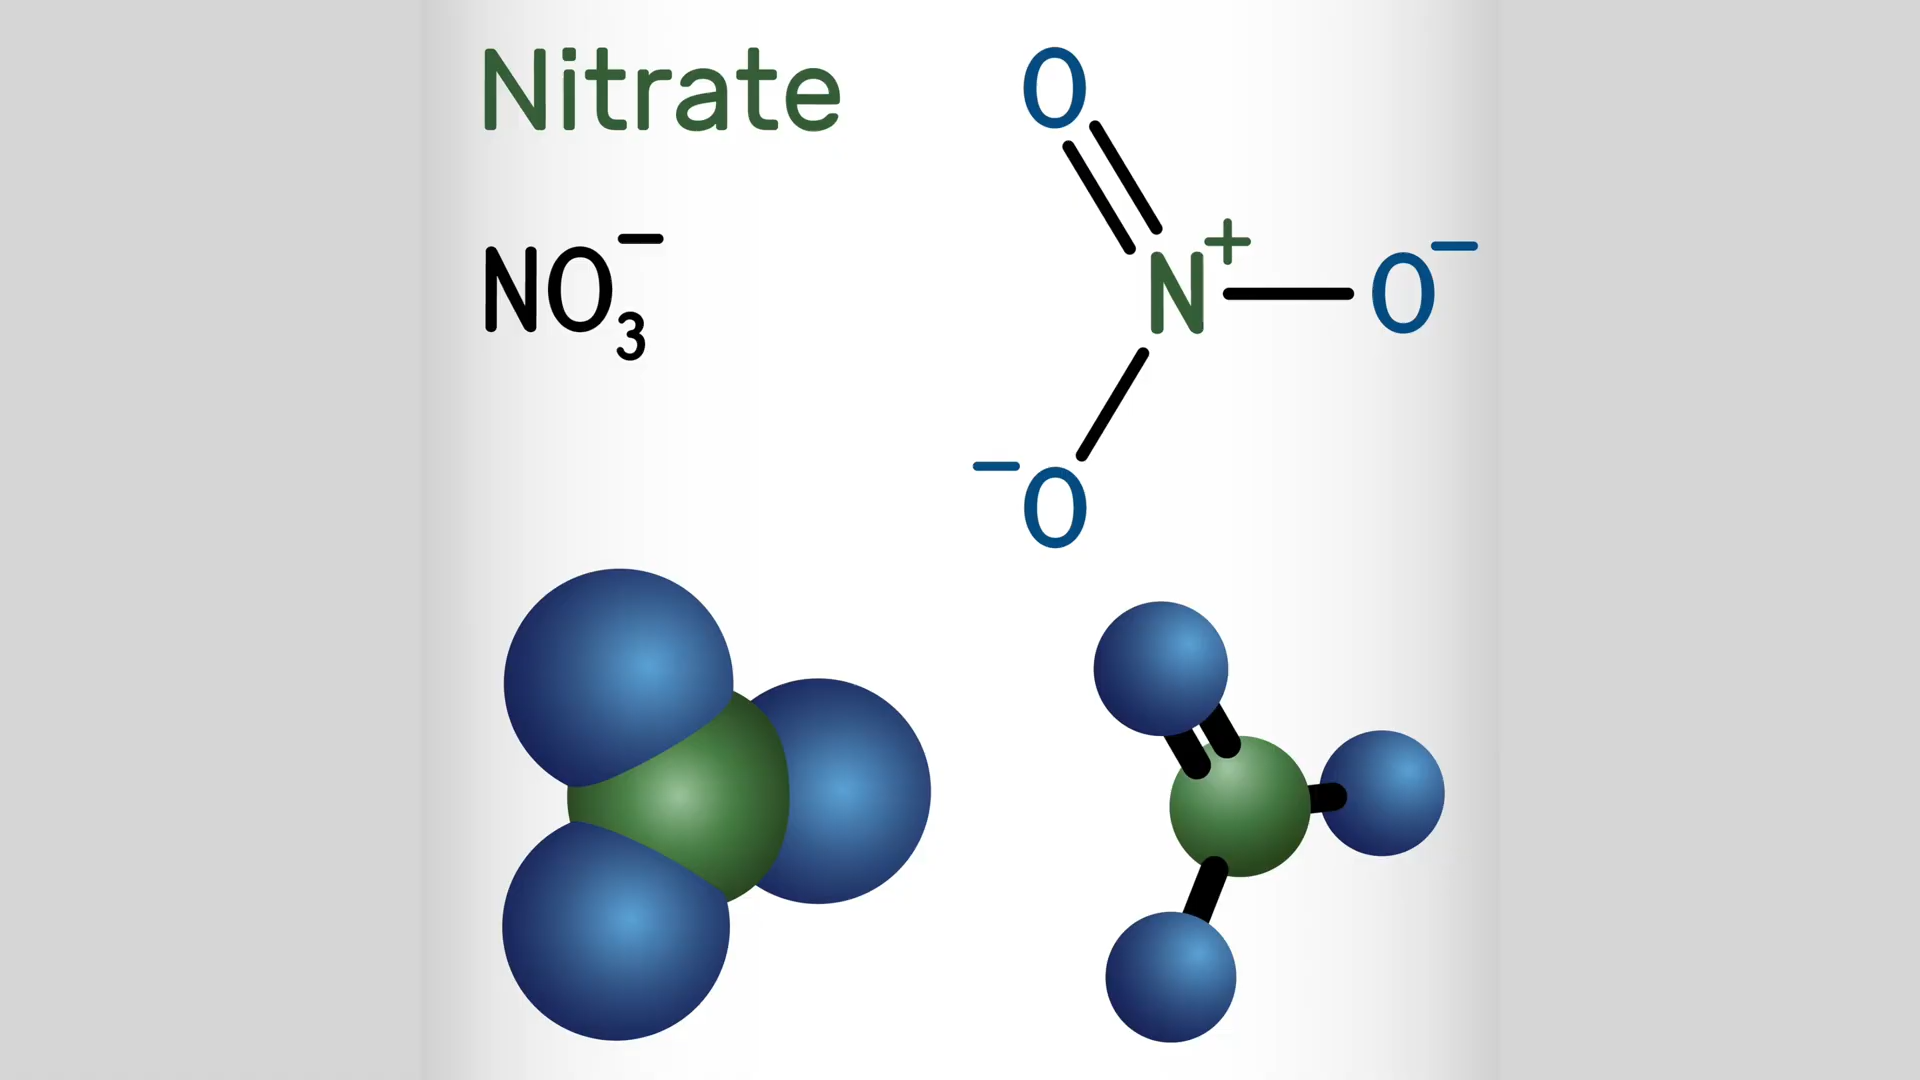 Nitrate
NO₃⁻
O
N⁺
O⁻
⁻O